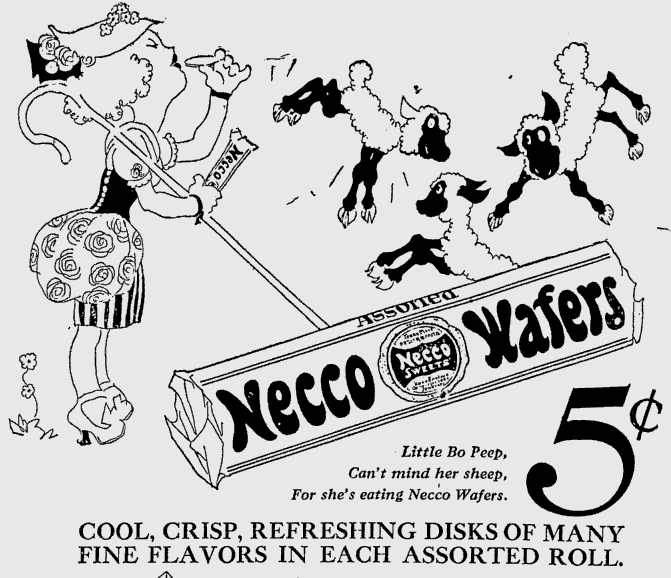 Necco
Assorted
Necco Wafers
NECCO
SWEETS
Little Bo Peep,
Can't mind her sheep,
For she's eating Necco Wafers.
5¢
COOL, CRISP, REFRESHING DISKS OF MANY
FINE FLAVORS IN EACH ASSORTED ROLL.